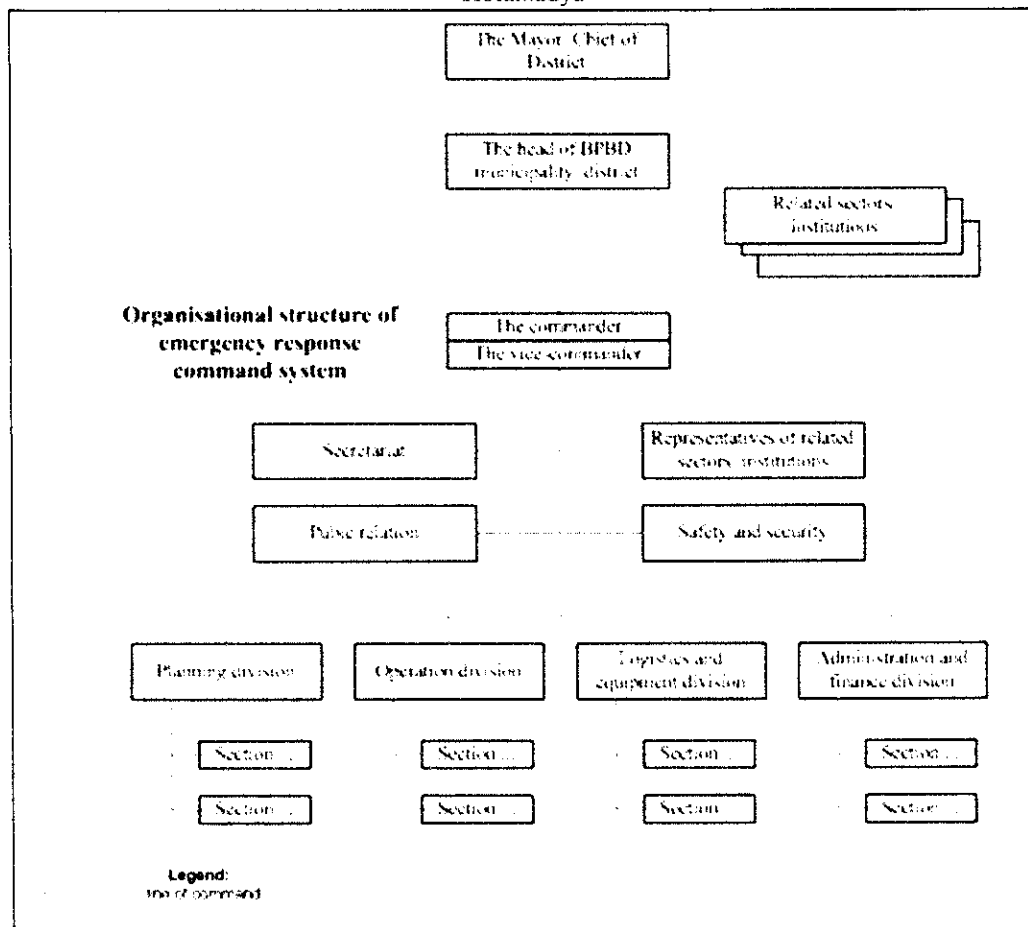 The Mayor Chief of
District
The head of BPBD
municipality district
Related sectors
institutions
Organisational structure of
emergency response
command system
The commander
The vice-commander
Secretariat
Representatives of related
sectors institutions
Public relation
Safety and security
Planning division
Operation division
Logistics and
equipment division
Administration and
finance division
Section ...
Section ...
Section ...
Section ...
Section ...
Section ...
Section
Section ...
Legend:
line of command